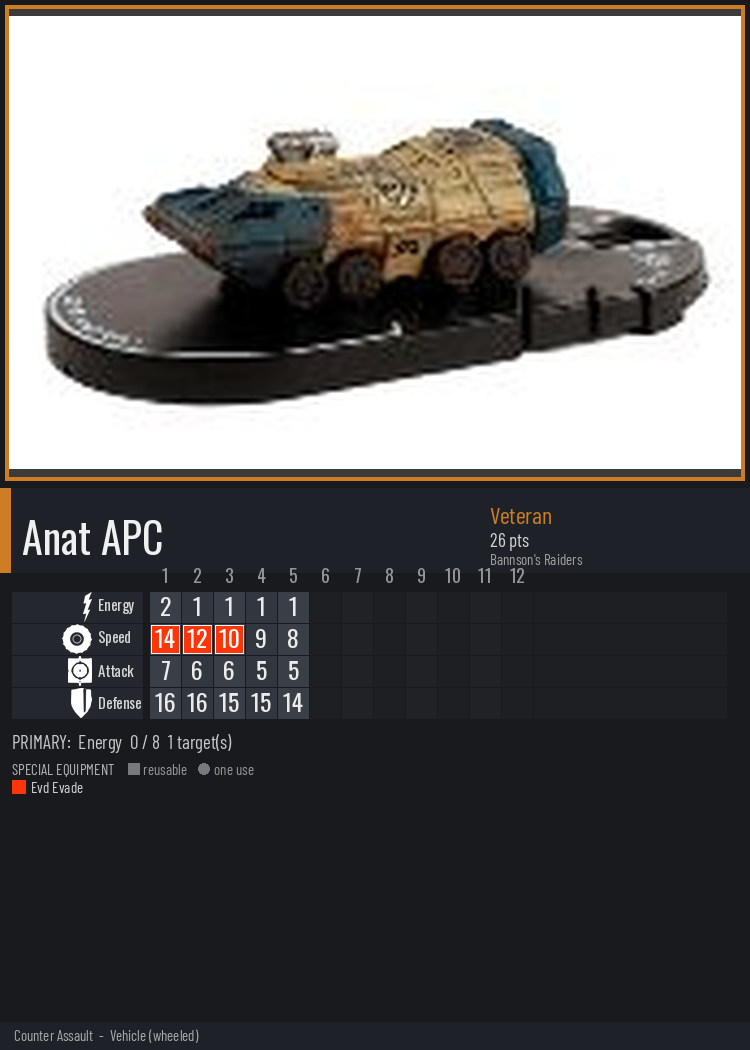 Anat APC
Veteran
26 pts
Bannson's Raiders
1 2 3 4 5 6 7 8 9 10 11 12
Energy 2 1 1 1 1
Speed 14 12 10 9 8
Attack 7 6 6 5 5
Defense 16 16 15 15 14
PRIMARY: Energy 0 / 8 1 target(s)
SPECIAL EQUIPMENT reusable one use
Evd Evade
Counter Assault - Vehicle (wheeled)